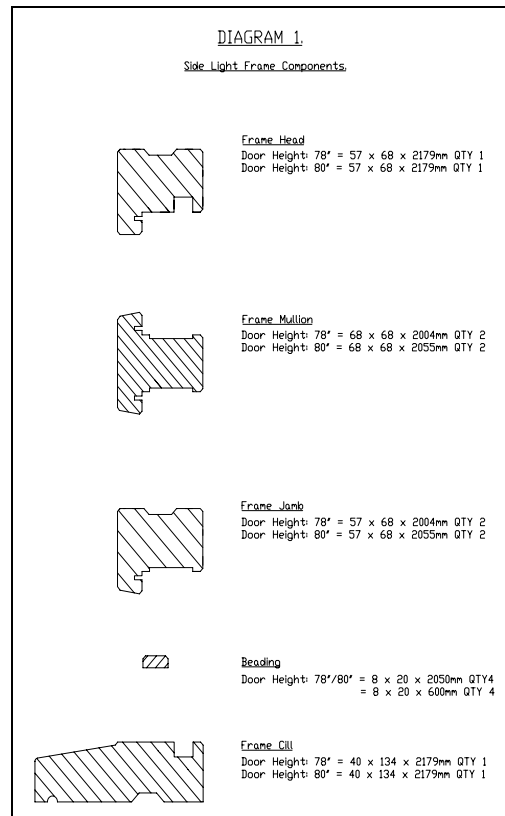 DIAGRAM 1.
Side Light Frame Components.
Frame Head
Door Height: 78" = 57 x 68 x 2179mm QTY 1
Door Height: 80" = 57 x 68 x 2179mm QTY 1
Frame Mullion
Door Height: 78" = 68 x 68 x 2004mm QTY 2
Door Height: 80" = 68 x 68 x 2055mm QTY 2
Frame Jamb
Door Height: 78" = 57 x 68 x 2004mm QTY 2
Door Height: 80" = 57 x 68 x 2055mm QTY 2
Beading
Door Height: 78"/80" = 8 x 20 x 2050mm QTY4
= 8 x 20 x 600mm QTY 4
Frame Cill
Door Height: 78" = 40 x 134 x 2179mm QTY 1
Door Height: 80" = 40 x 134 x 2179mm QTY 1